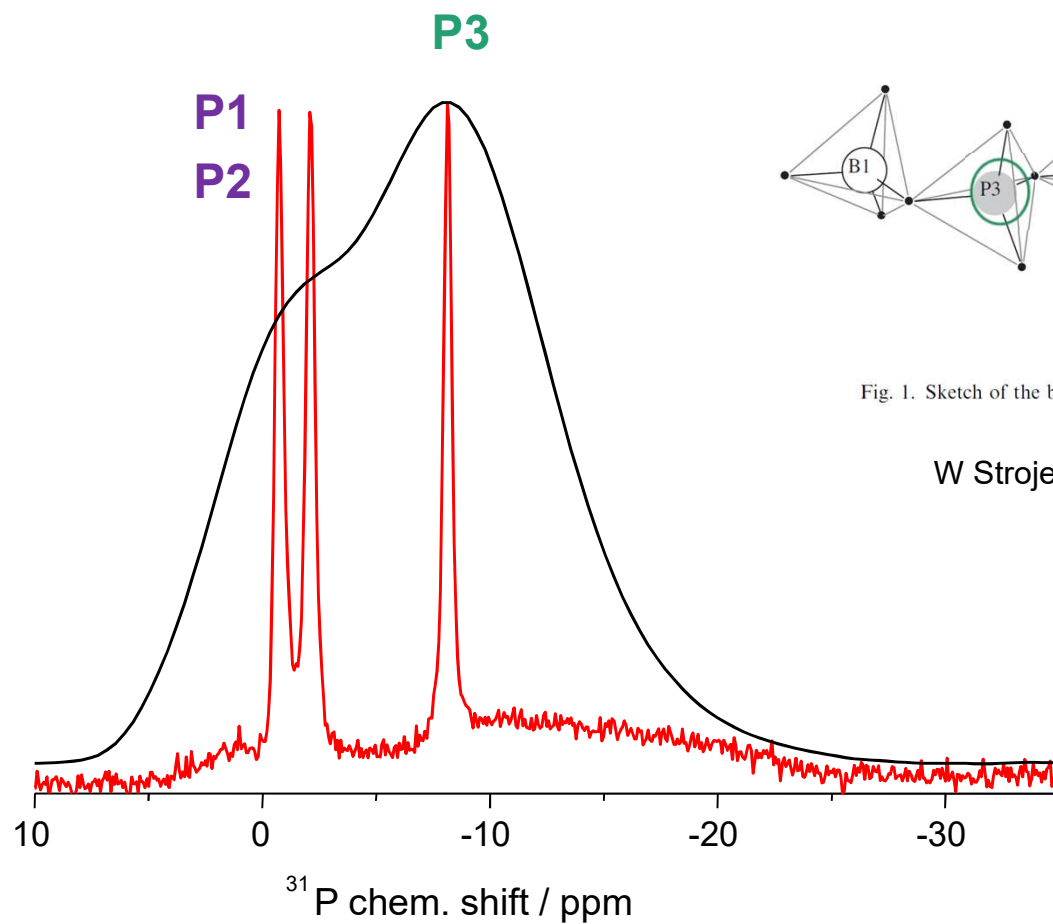 P3
P1
P2
B1
P3
Fig. 1. Sketch of the b
W Stroje
10 0 -10 -20 -30
31P chem. shift / ppm